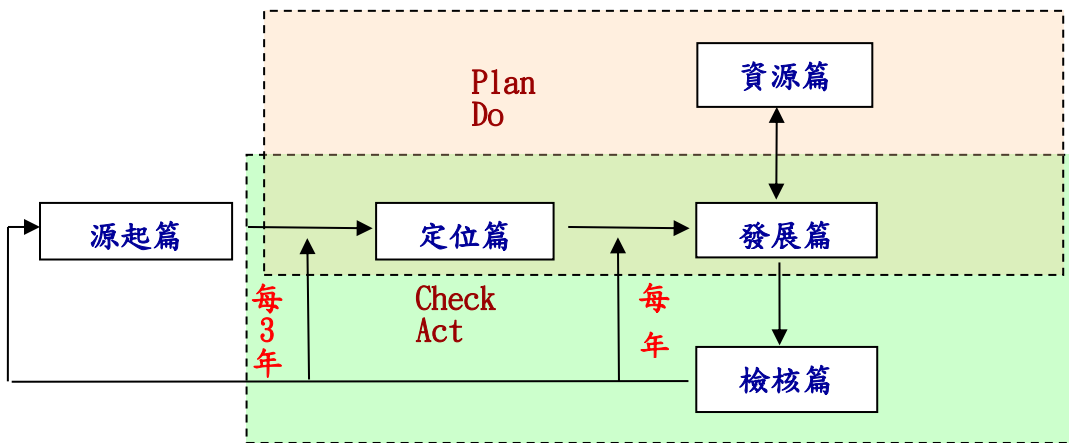 資源篇
Plan
Do
源起篇
定位篇
發展篇
每3年
Check
Act
每年
檢核篇